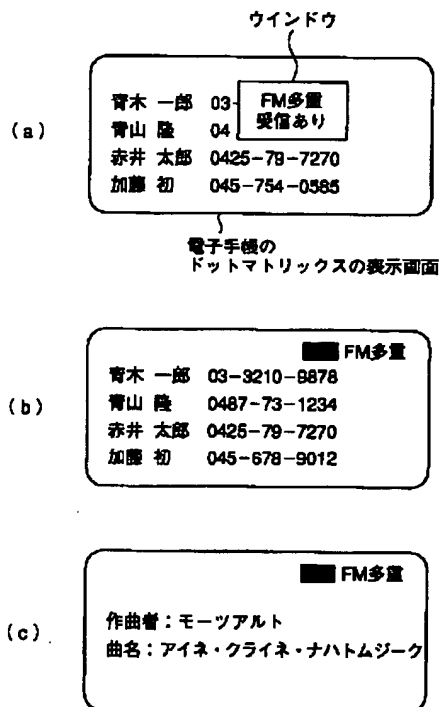 ウインドウ
(a)
青木 一郎 03-
FM多重
受信あり
青山 隆 04
赤井 太郎 0425-79-7270
加藤 初 045-754-0585
電子手帳の
ドットマトリックスの表示画面
(b)
FM多重
青木 一郎 03-3210-9878
青山 隆 0487-73-1234
赤井 太郎 0425-79-7270
加藤 初 045-678-9012
(c)
FM多重
作曲者：モーツアルト
曲名：アイネ・クライネ・ナハトムジーク